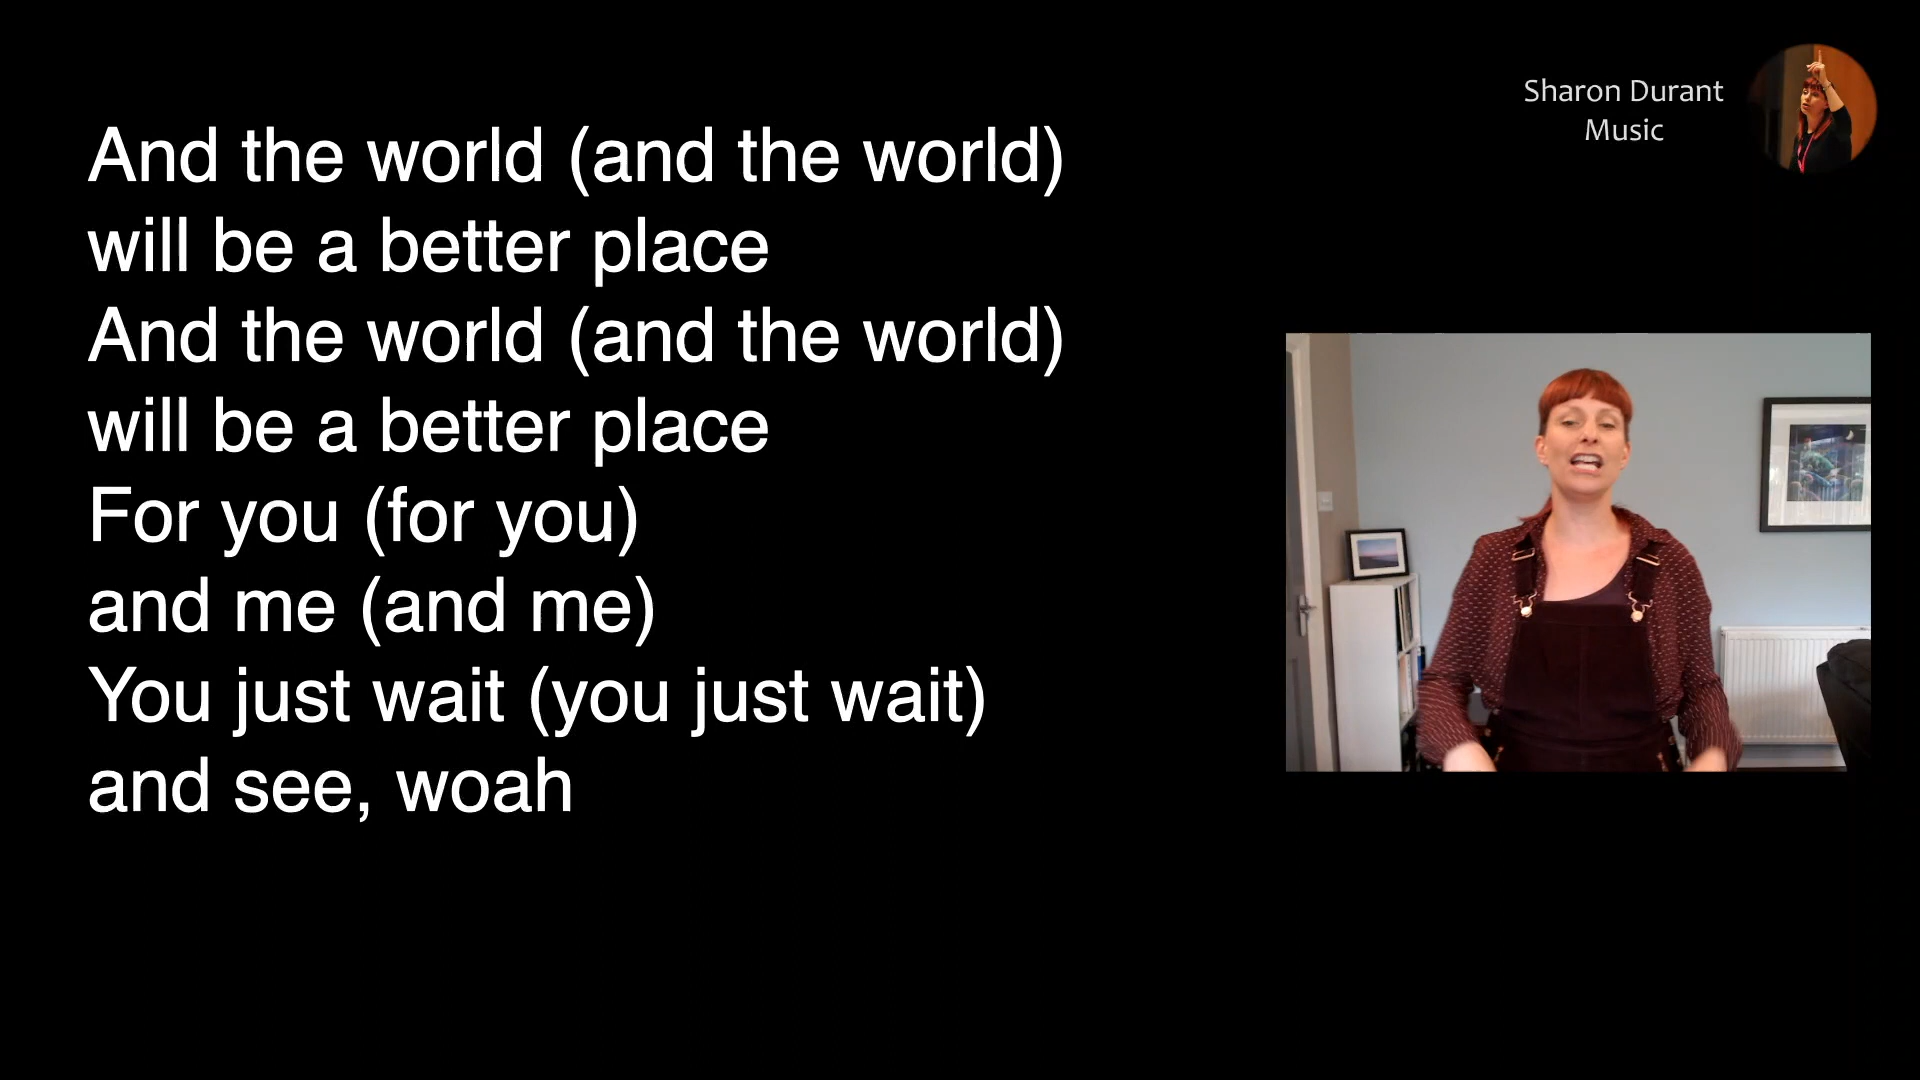 And the world (and the world)
will be a better place
And the world (and the world)
will be a better place
For you (for you)
and me (and me)
You just wait (you just wait)
and see, woah
Sharon Durant
Music